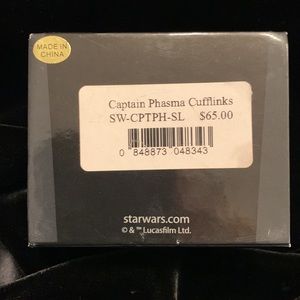 MADE IN
CHINA
Captain Phasma Cufflinks
SW-CPTPH-SL $65.00
0 848873 048343
starwars.com
© & ™ Lucasfilm Ltd.